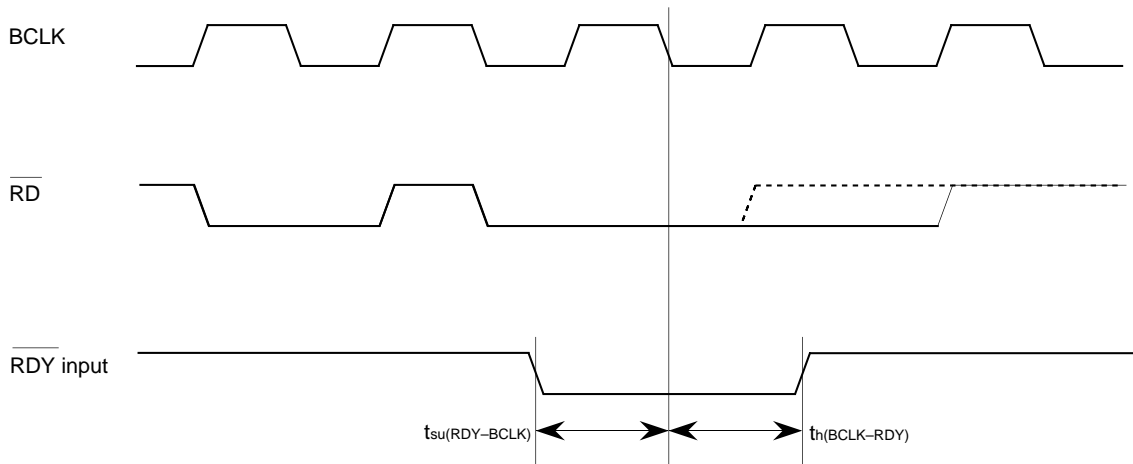 BCLK
RD
RDY input
tsu(RDY–BCLK)
th(BCLK–RDY)